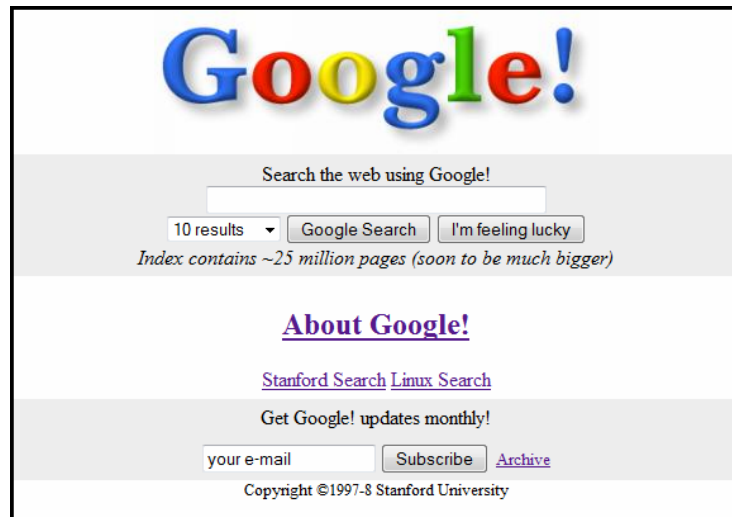 Google!
Search the web using Google!
10 results Google Search I'm feeling lucky
Index contains ~25 million pages (soon to be much bigger)
About Google!
Stanford Search Linux Search
Get Google! updates monthly!
your e-mail Subscribe Archive
Copyright ©1997-8 Stanford University